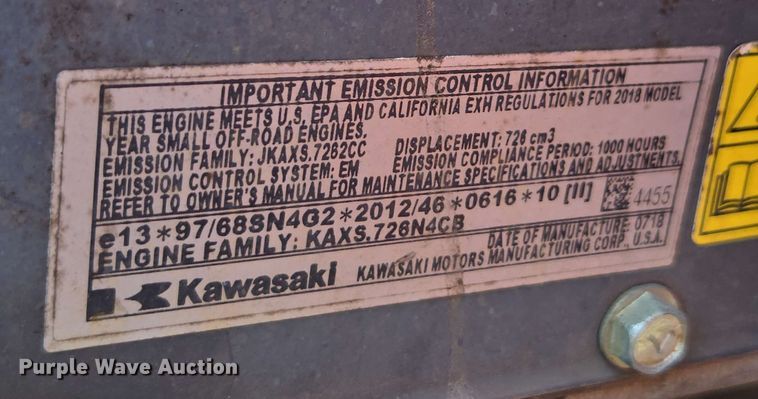 IMPORTANT EMISSION CONTROL INFORMATION
THIS ENGINE MEETS U.S. EPA AND CALIFORNIA EXH REGULATIONS FOR 2018 MODEL
YEAR SMALL OFF-ROAD ENGINES.
EMISSION FAMILY: JKAXS.7262CC DISPLACEMENT: 726 cm3
EMISSION CONTROL SYSTEM: EM EMISSION COMPLIANCE PERIOD: 1000 HOURS
REFER TO OWNER'S MANUAL FOR MAINTENANCE SPECIFICATIONS AND ADJUSTMENTS.
e13*97/68SN4G2*2012/46*0616*10 [II] 4455
ENGINE FAMILY: KAXS.726N4CB DATE OF MANUFACTURE: 07/18
Kawasaki KAWASAKI MOTORS MANUFACTURING CORP., U.S.A.
Purple Wave Auction